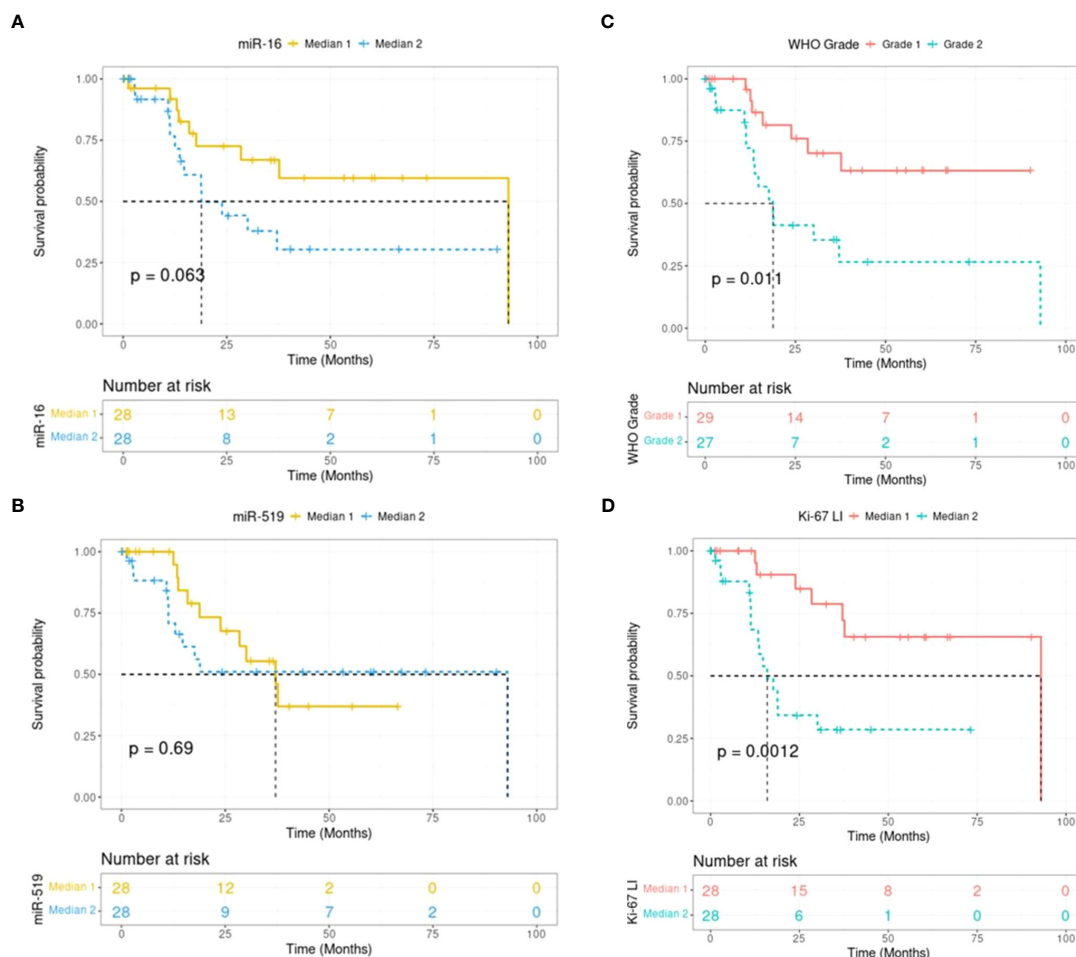 A
miR-16 Median 1 Median 2
Survival probability
1.00
0.75
0.50
0.25
0.00
p = 0.063
0 25 50 75 100
Time (Months)
Number at risk
miR-16
Median 1 28 13 7 1 0
Median 2 28 8 2 1 0
0 25 50 75 100
Time (Months)
B
miR-519 Median 1 Median 2
Survival probability
1.00
0.75
0.50
0.25
0.00
p = 0.69
0 25 50 75 100
Time (Months)
Number at risk
miR-519
Median 1 28 12 2 0 0
Median 2 28 9 7 2 0
0 25 50 75 100
Time (Months)
C
WHO Grade Grade 1 Grade 2
Survival probability
1.00
0.75
0.50
0.25
0.00
p = 0.011
0 25 50 75 100
Time (Months)
Number at risk
WHO Grade
Grade 1 29 14 7 1 0
Grade 2 27 7 2 1 0
0 25 50 75 100
Time (Months)
D
Ki-67 LI Median 1 Median 2
Survival probability
1.00
0.75
0.50
0.25
0.00
p = 0.0012
0 25 50 75 100
Time (Months)
Number at risk
Ki-67 LI
Median 1 28 15 8 2 0
Median 2 28 6 1 0 0
0 25 50 75 100
Time (Months)